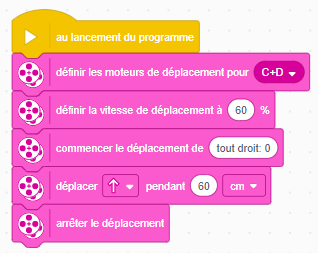 au lancement du programme
définir les moteurs de déplacement pour C+D
définir la vitesse de déplacement à 60 %
commencer le déplacement de tout droit: 0
déplacer ↑ pendant 60 cm
arrêter le déplacement